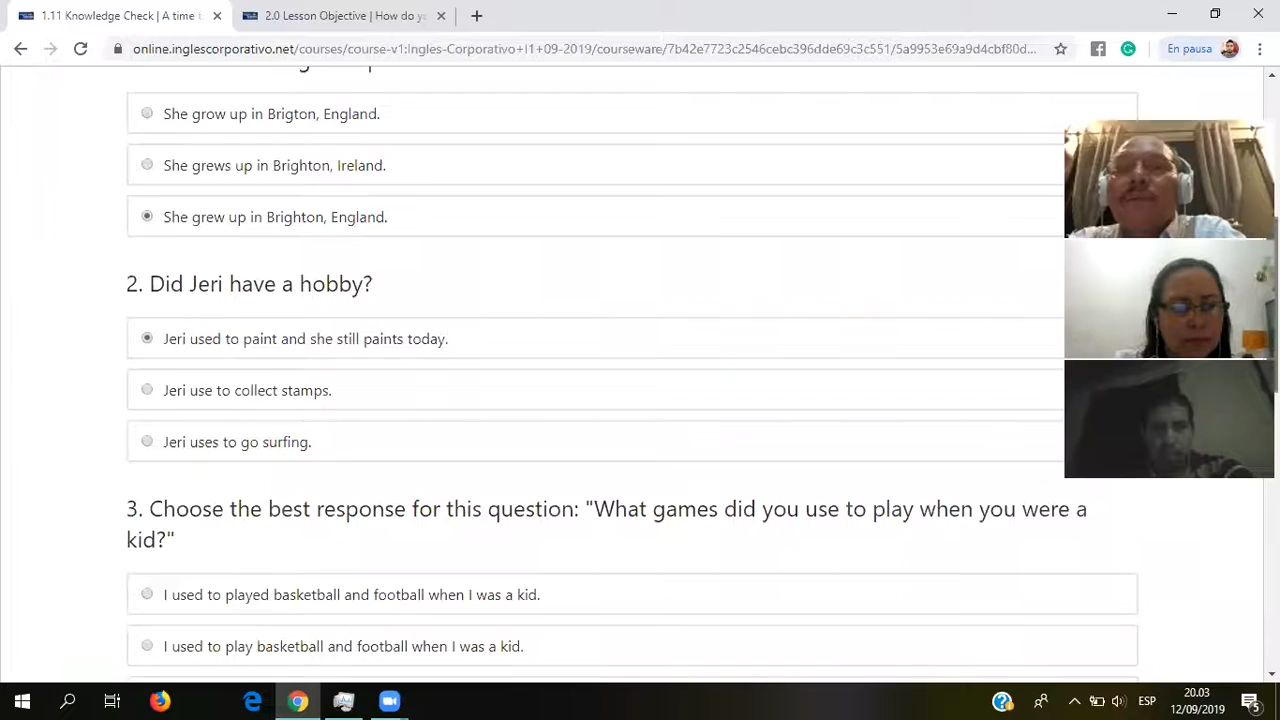 1.11 Knowledge Check | A time t
2.0 Lesson Objective | How do yo
online.inglescorporativo.net/courses/course-v1:Ingles-Corporativo+I1+09-2019/courseware/7b42e7723c2546cebc396dde69c3c551/5a9953e69a9d4cbf80d...
En pausa
She grow up in Brigton, England.
She grews up in Brighton, Ireland.
She grew up in Brighton, England.
2. Did Jeri have a hobby?
Jeri used to paint and she still paints today.
Jeri use to collect stamps.
Jeri uses to go surfing.
3. Choose the best response for this question: "What games did you use to play when you were a
kid?"
I used to played basketball and football when I was a kid.
I used to play basketball and football when I was a kid.
ESP
20.03
12/09/2019
5